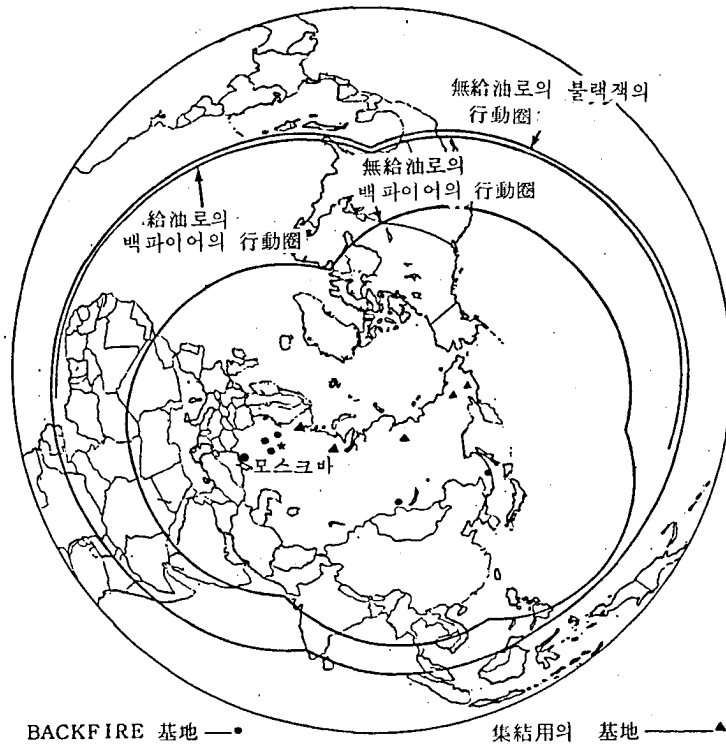 無給油로의 불랙잭의
行動圈
無給油로의
백파이어의 行動圈
給油로의
백파이어의 行動圈
모스크바
BACKFIRE 基地 ―●
集結用의 基地 ―▲